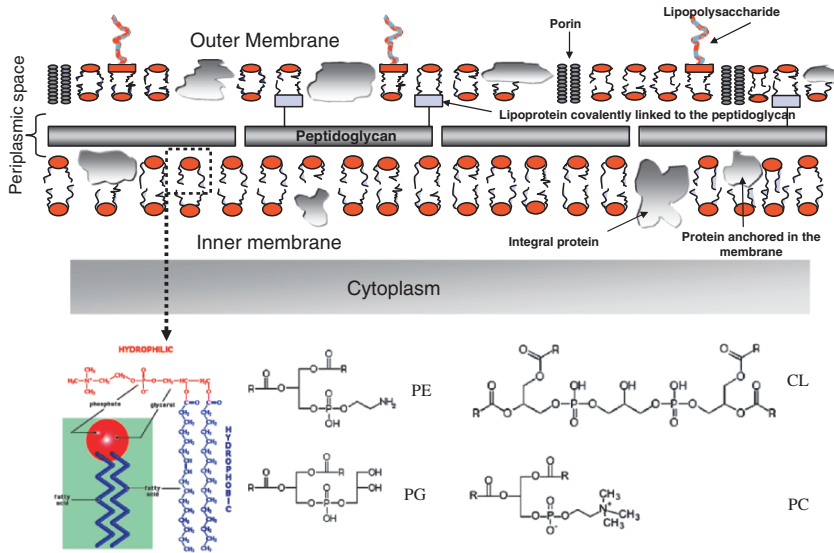 Lipopolysaccharide
Porin
Outer Membrane
Periplasmic space
Lipoprotein covalently linked to the peptidoglycan
Peptidoglycan
Inner membrane
Integral protein
Protein anchored in the
membrane
Cytoplasm
HYDROPHILIC
phosphate
glycerol
fatty
acid
fatty
acid
HYDROPHOBIC
PE
CL
PG
PC